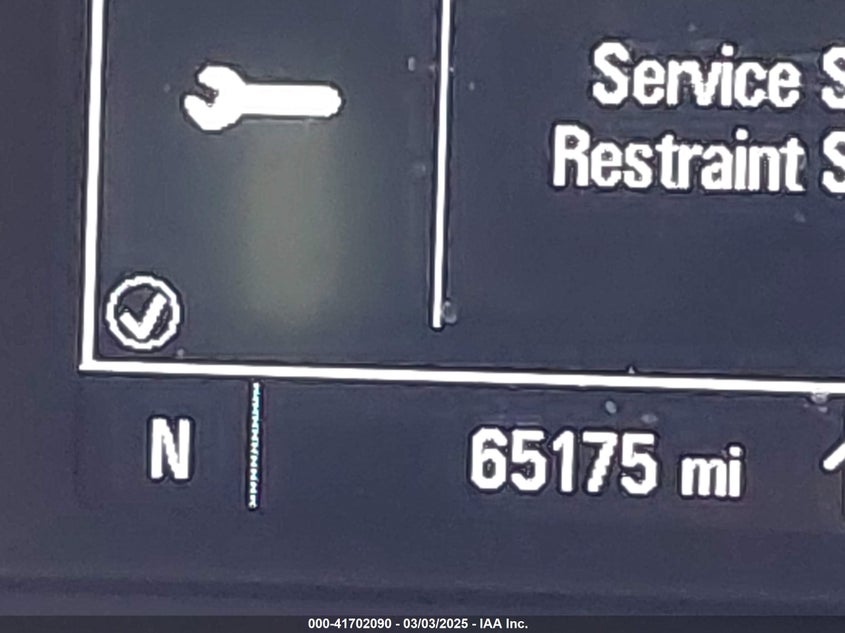 Service S
Restraint S
N
65175 mi
000-41702090 - 03/03/2025 - IAA Inc.